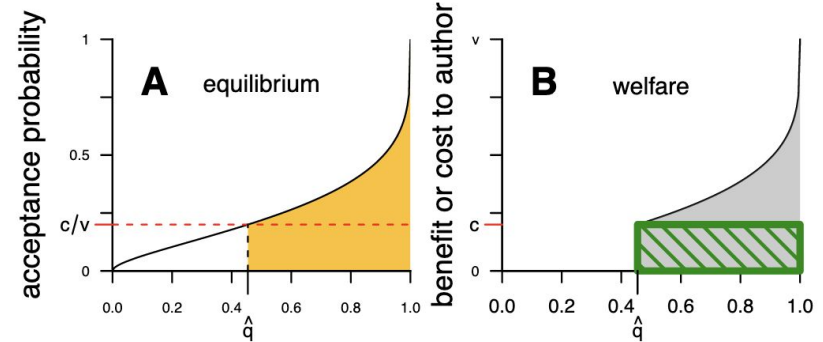 acceptance probability
A equilibrium
1
0.5
c/v
0
0.0 0.2 0.4 0.6 0.8 1.0
q̂
benefit or cost to author
B welfare
v
c
0
0.0 0.2 0.4 0.6 0.8 1.0
q̂